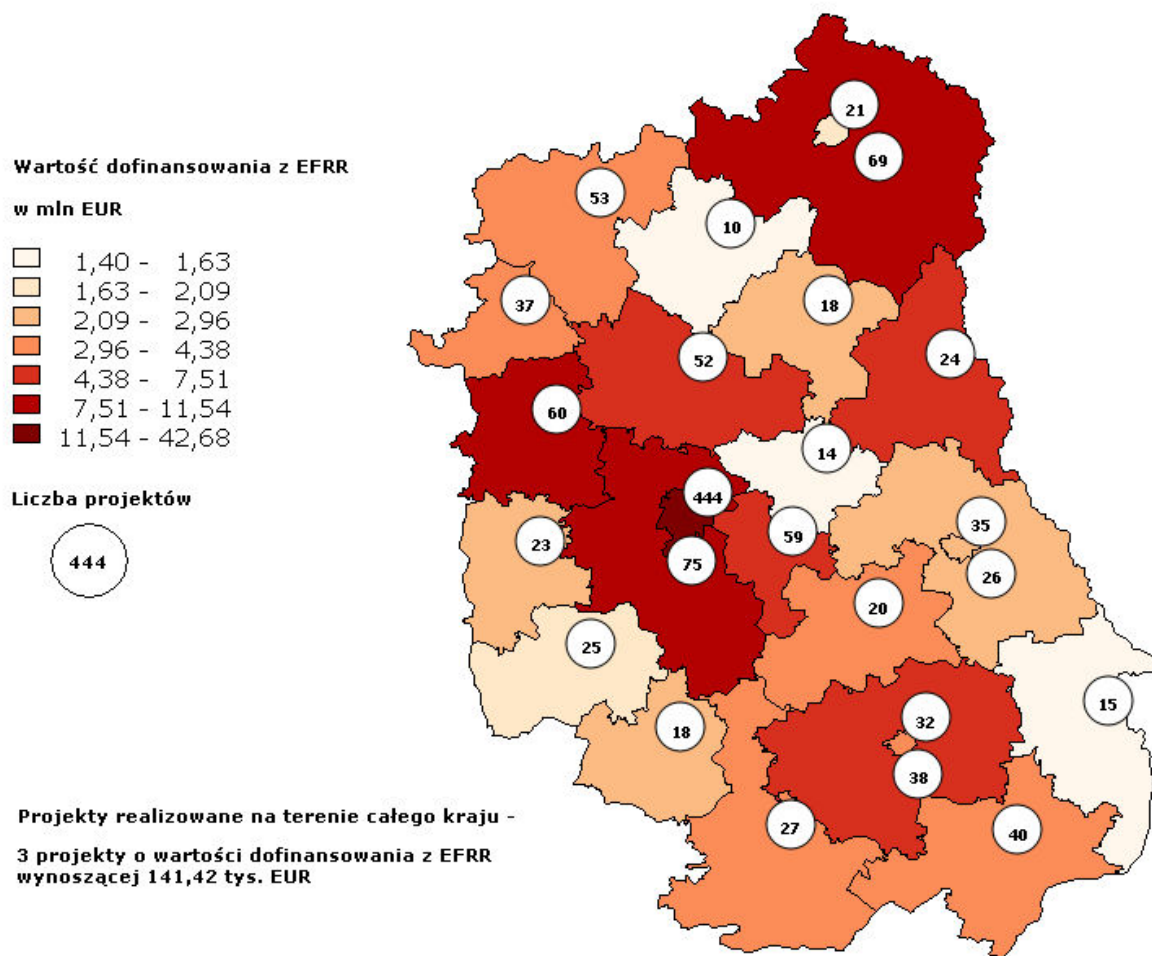 Wartość dofinansowania z EFRR
w mln EUR
1,40 - 1,63
1,63 - 2,09
2,09 - 2,96
2,96 - 4,38
4,38 - 7,51
7,51 - 11,54
11,54 - 42,68
Liczba projektów
444
21
69
53
10
37
18
52
24
60
14
444
59
35
23
75
26
20
25
15
18
32
38
27
40
Projekty realizowane na terenie całego kraju -
3 projekty o wartości dofinansowania z EFRR
wynoszącej 141,42 tys. EUR